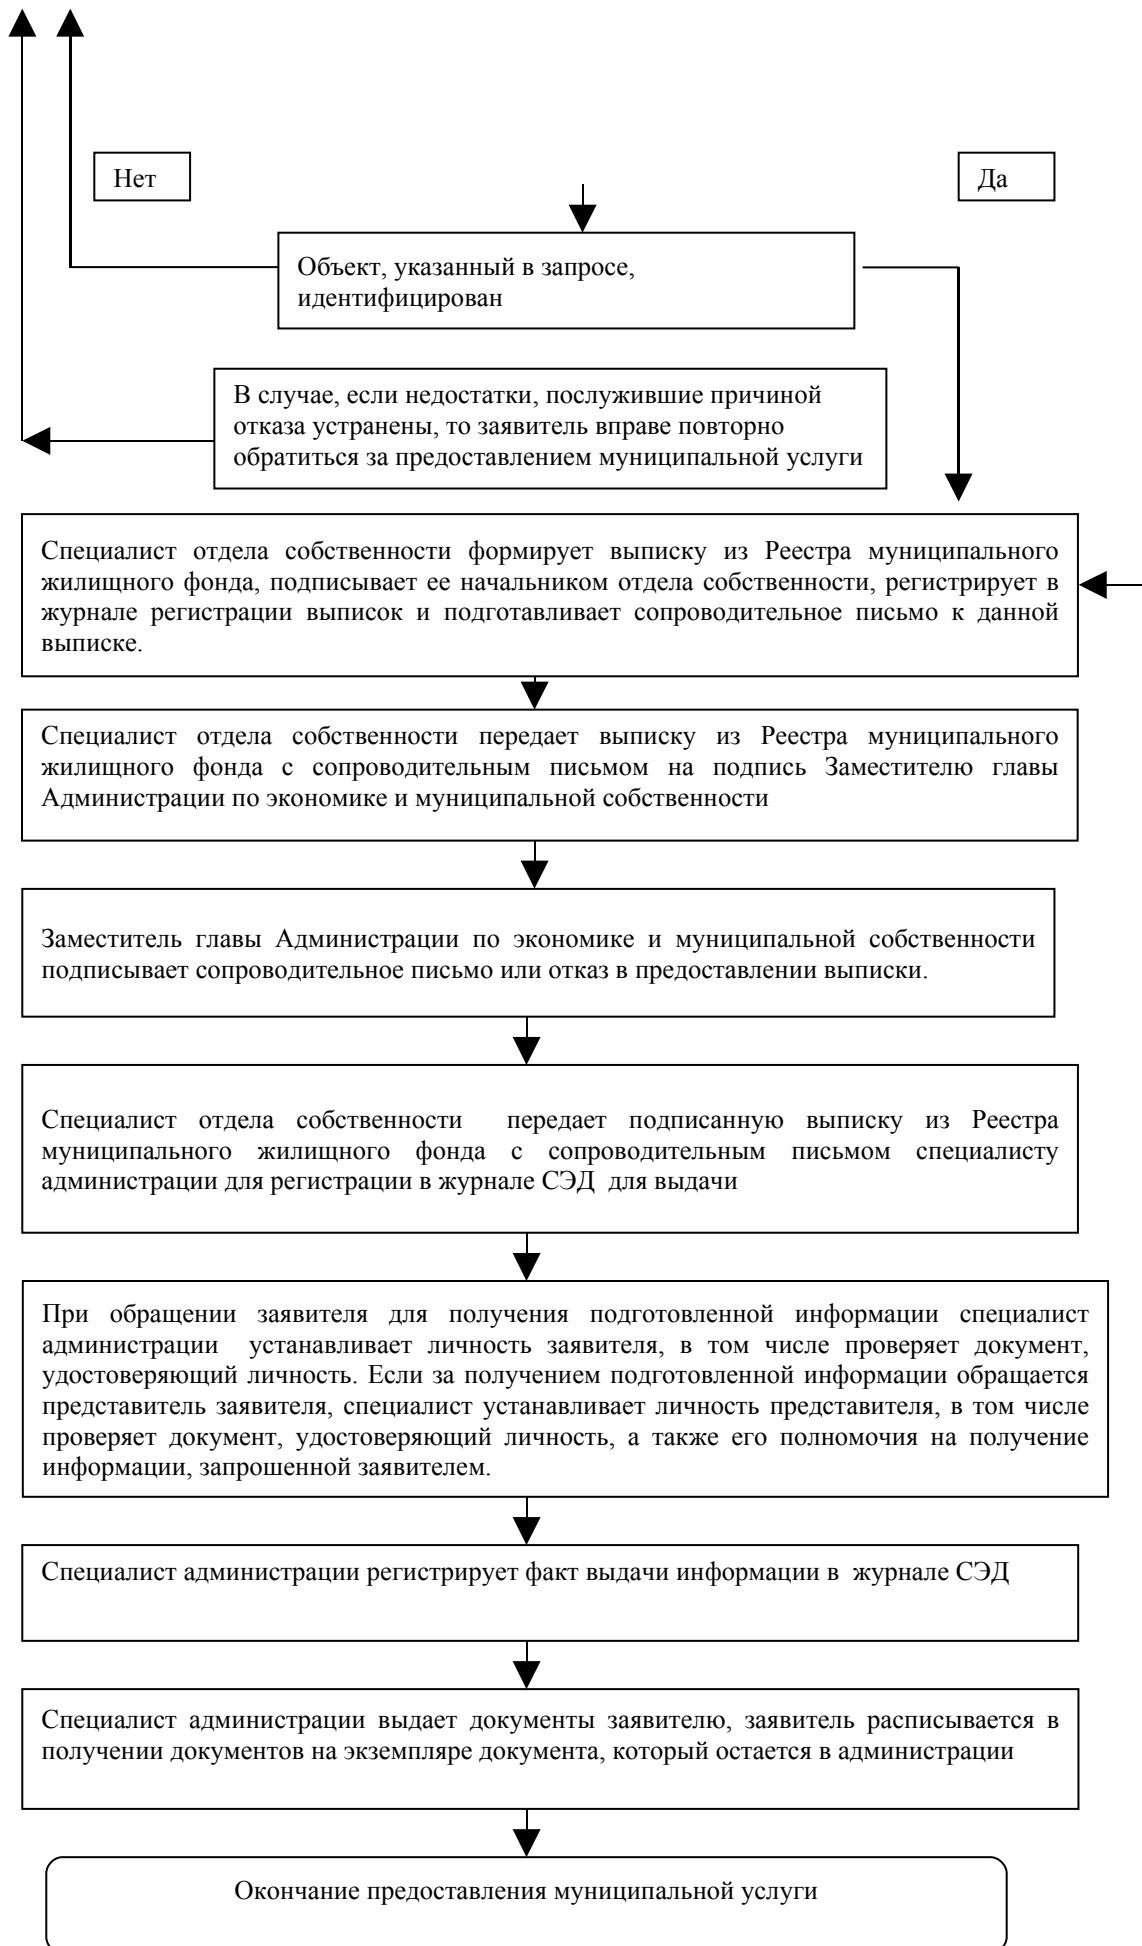 Нет
Да
Объект, указанный в запросе,
идентифицирован
В случае, если недостатки, послужившие причиной
отказа устранены, то заявитель вправе повторно
обратиться за предоставлением муниципальной услуги
Специалист отдела собственности формирует выписку из Реестра муниципального
жилищного фонда, подписывает ее начальником отдела собственности, регистрирует в
журнале регистрации выписок и подготавливает сопроводительное письмо к данной
выписке.
Специалист отдела собственности передает выписку из Реестра муниципального
жилищного фонда с сопроводительным письмом на подпись Заместителю главы
Администрации по экономике и муниципальной собственности
Заместитель главы Администрации по экономике и муниципальной собственности
подписывает сопроводительное письмо или отказ в предоставлении выписки.
Специалист отдела собственности передает подписанную выписку из Реестра
муниципального жилищного фонда с сопроводительным письмом специалисту
администрации для регистрации в журнале СЭД для выдачи
При обращении заявителя для получения подготовленной информации специалист
администрации устанавливает личность заявителя, в том числе проверяет документ,
удостоверяющий личность. Если за получением подготовленной информации обращается
представитель заявителя, специалист устанавливает личность представителя, в том числе
проверяет документ, удостоверяющий личность, а также его полномочия на получение
информации, запрошенной заявителем.
Специалист администрации регистрирует факт выдачи информации в журнале СЭД
Специалист администрации выдает документы заявителю, заявитель расписывается в
получении документов на экземпляре документа, который остается в администрации
Окончание предоставления муниципальной услуги